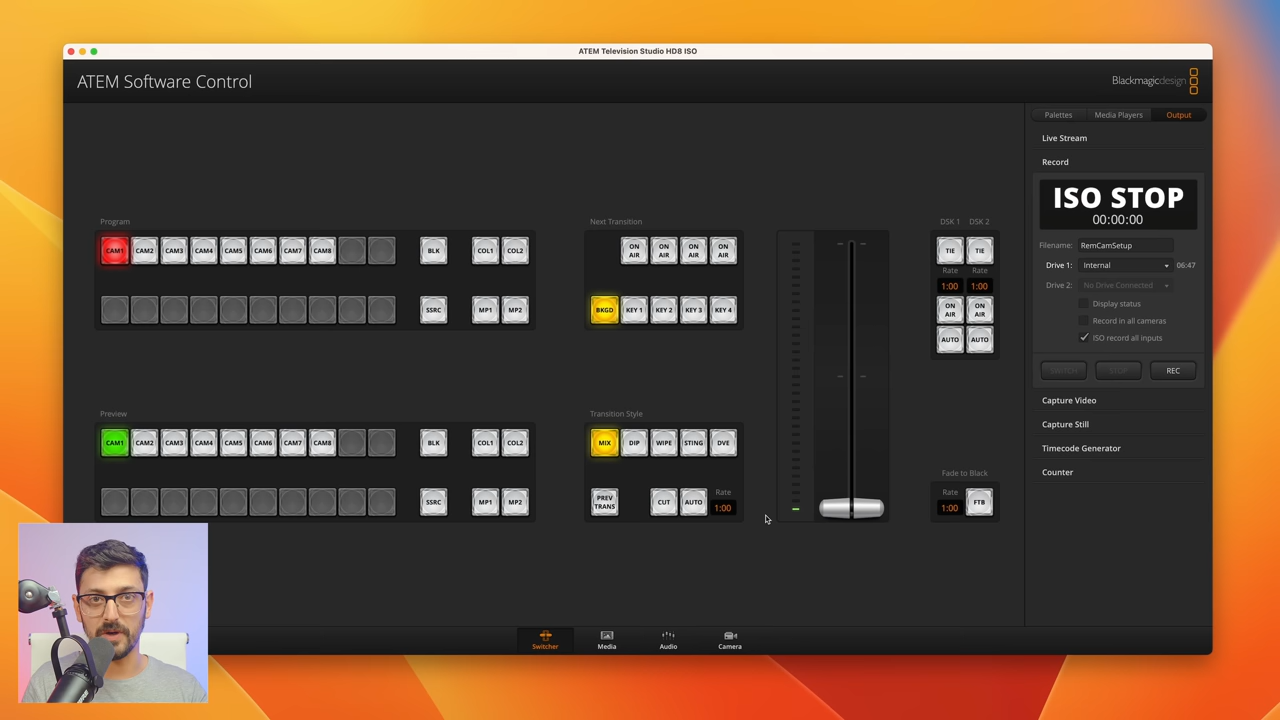 ATEM Television Studio HD8 ISO
ATEM Software Control
Blackmagicdesign
Palettes
Media Players
Output
Live Stream
Record
ISO STOP
00:00:00
Filename: RemCamSetup
Drive 1: Internal 06:47
Drive 2: No Drive Connected
Display status
Record in all cameras
ISO record all inputs
SWITCH STOP REC
Capture Video
Capture Still
Timecode Generator
Counter
Program
CAM1 CAM2 CAM3 CAM4 CAM5 CAM6 CAM7 CAM8 BLK COL1 COL2
SSRC MP1 MP2
Next Transition
ON AIR ON AIR ON AIR ON AIR
BKGD KEY 1 KEY 2 KEY 3 KEY 4
DSK 1 DSK 2
TIE TIE
Rate Rate
1:00 1:00
ON AIR ON AIR
AUTO AUTO
Preview
CAM1 CAM2 CAM3 CAM4 CAM5 CAM6 CAM7 CAM8 BLK COL1 COL2
SSRC MP1 MP2
Transition Style
MIX DIP WIPE STING DVE
PREV TRANS CUT AUTO Rate 1:00
Fade to Black
Rate
1:00 FTB
Switcher
Media
Audio
Camera